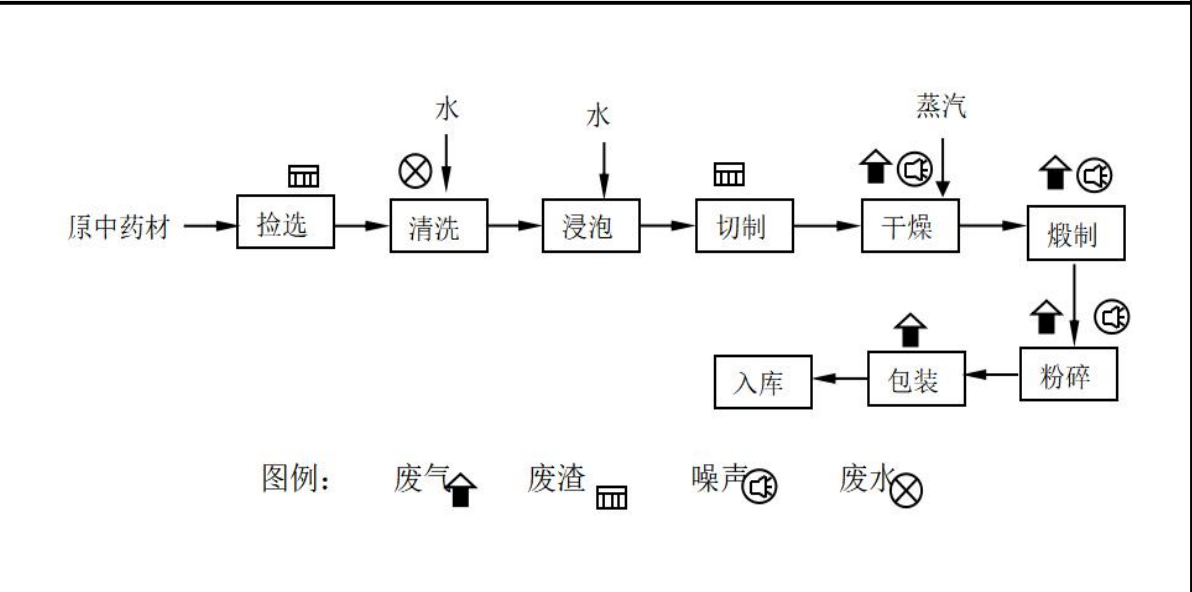 水
水
蒸汽
原中药材
捡选
清洗
浸泡
切制
干燥
煅制
入库
包装
粉碎
图例： 废气 废渣 噪声 废水